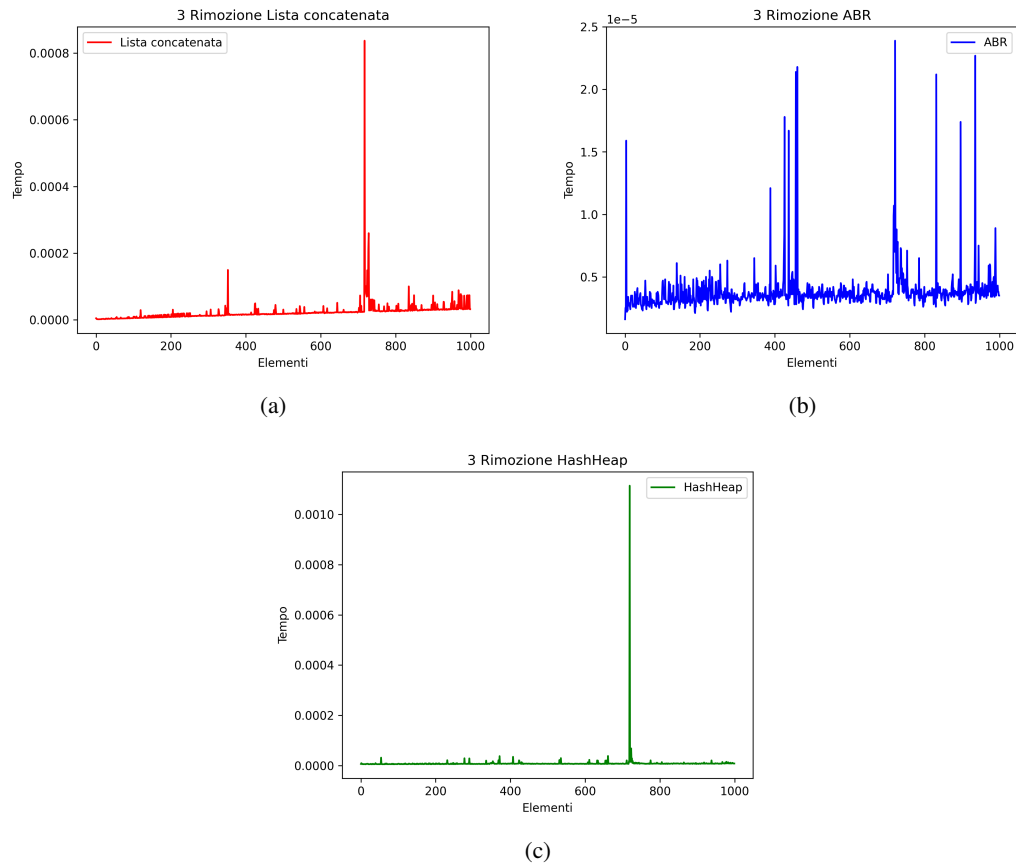 3 Rimozione Lista concatenata
Lista concatenata
0.0008
0.0006
0.0004
0.0002
0.0000
Tempo
0 200 400 600 800 1000
Elementi
(a)
3 Rimozione ABR
1e−5
ABR
2.5
2.0
1.5
1.0
0.5
Tempo
0 200 400 600 800 1000
Elementi
(b)
3 Rimozione HashHeap
HashHeap
0.0010
0.0008
0.0006
0.0004
0.0002
0.0000
Tempo
0 200 400 600 800 1000
Elementi
(c)